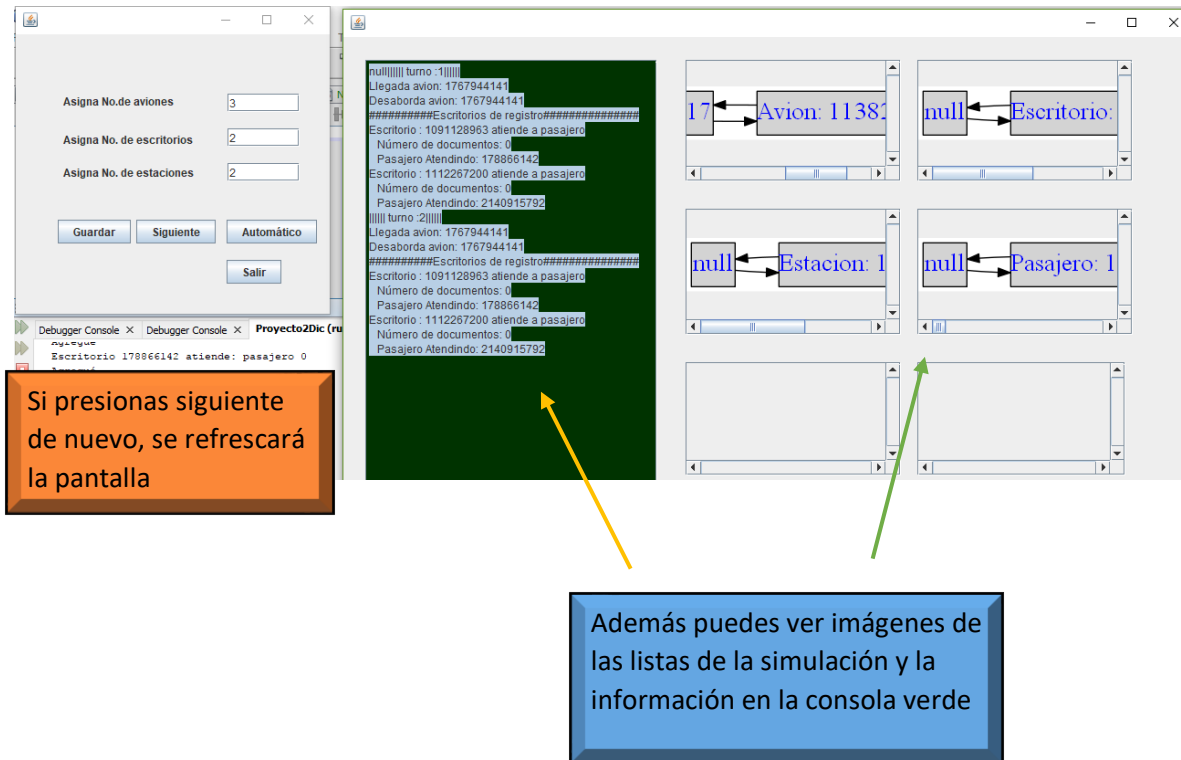 Asigna No.de aviones 3
Asigna No. de escritorios 2
Asigna No. de estaciones 2
Guardar Siguiente Automático
Salir
Debugger Console × Debugger Console × Proyecto2Dic (ru
Agregue
Escritorio 178866142 atiende: pasajero 0
null|||||| turno :1||||||
Llegada avion: 1767944141
Desaborda avion: 1767944141
##########Escritorios de registro###############
Escritorio : 1091128963 atiende a pasajero
Número de documentos: 0
Pasajero Atendindo: 178866142
Escritorio : 1112267200 atiende a pasajero
Número de documentos: 0
Pasajero Atendindo: 2140915792
|||||| turno :2||||||
Llegada avion: 1767944141
Desaborda avion: 1767944141
##########Escritorios de registro###############
Escritorio : 1091128963 atiende a pasajero
Número de documentos: 0
Pasajero Atendindo: 178866142
Escritorio : 1112267200 atiende a pasajero
Número de documentos: 0
Pasajero Atendindo: 2140915792
17 Avion: 11382
null Escritorio:
null Estacion: 1
null Pasajero: 1
Si presionas siguiente
de nuevo, se refrescará
la pantalla
Además puedes ver imágenes de
las listas de la simulación y la
información en la consola verde